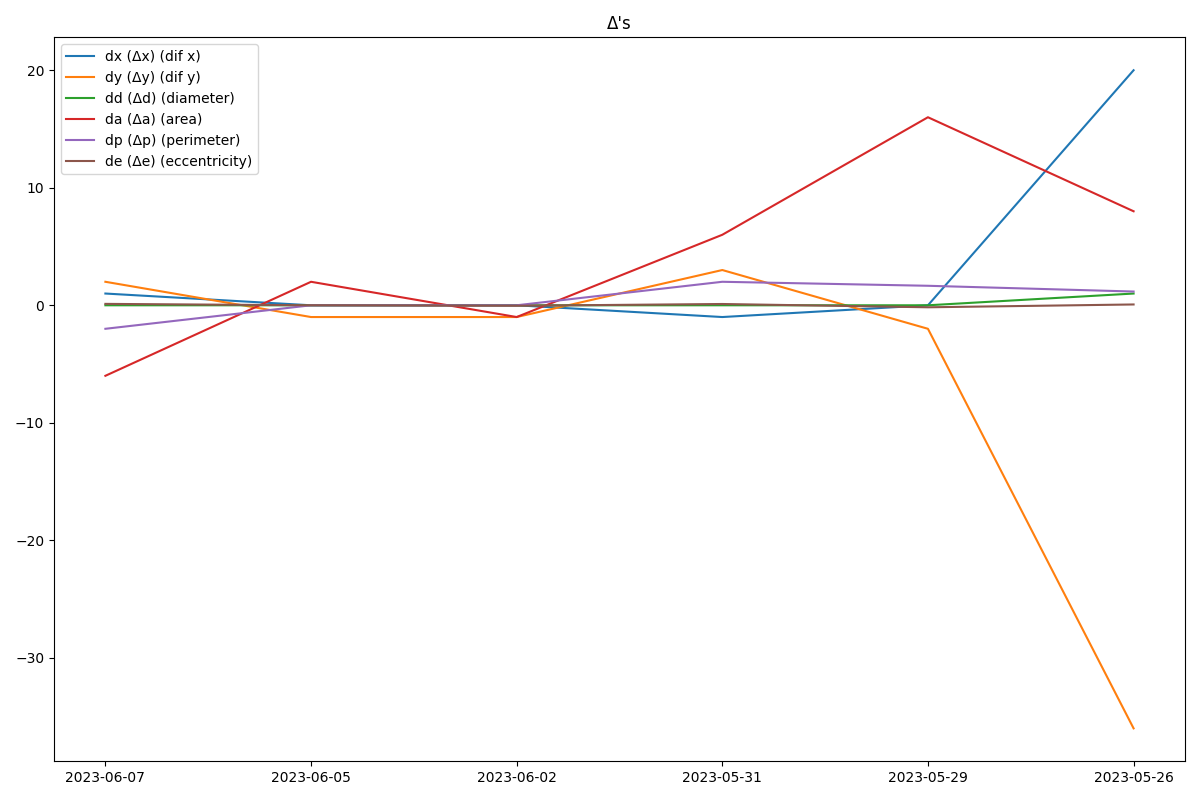 Δ's
dx (Δx) (dif x)
dy (Δy) (dif y)
dd (Δd) (diameter)
da (Δa) (area)
dp (Δp) (perimeter)
de (Δe) (eccentricity)
20
10
0
−10
−20
−30
2023-06-07 2023-06-05 2023-06-02 2023-05-31 2023-05-29 2023-05-26